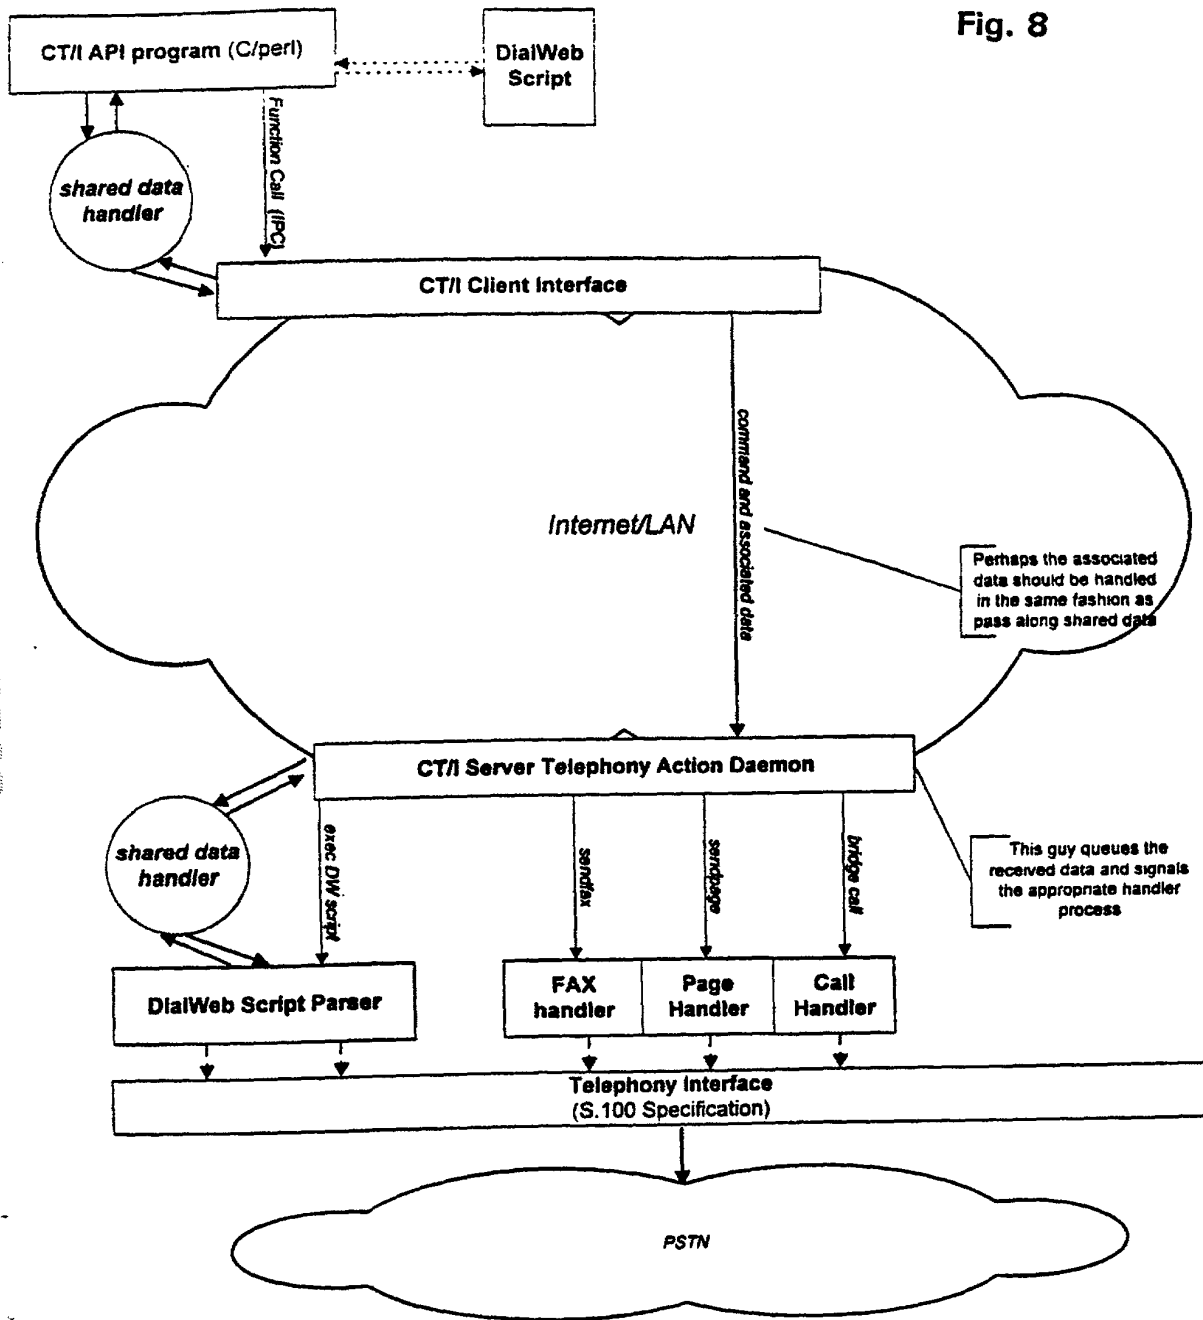 Fig. 8
CT/I API program (C/perl)
DialWeb
Script
Function Call (IPC)
shared data
handler
CT/I Client Interface
command and associated data
Internet/LAN
Perhaps the associated
data should be handled
in the same fashion as
pass along shared data
CT/I Server Telephony Action Daemon
shared data
handler
exec DW script
sendfax
sendpage
bridge call
This guy queues the
received data and signals
the appropriate handler
process
DialWeb Script Parser
FAX
handler
Page
Handler
Call
Handler
Telephony Interface
(S.100 Specification)
PSTN